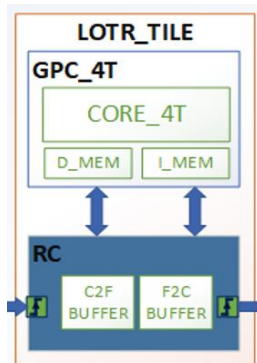 LOTR_TILE
GPC_4T
CORE_4T
D_MEM I_MEM
RC
C2F F2C
BUFFER BUFFER